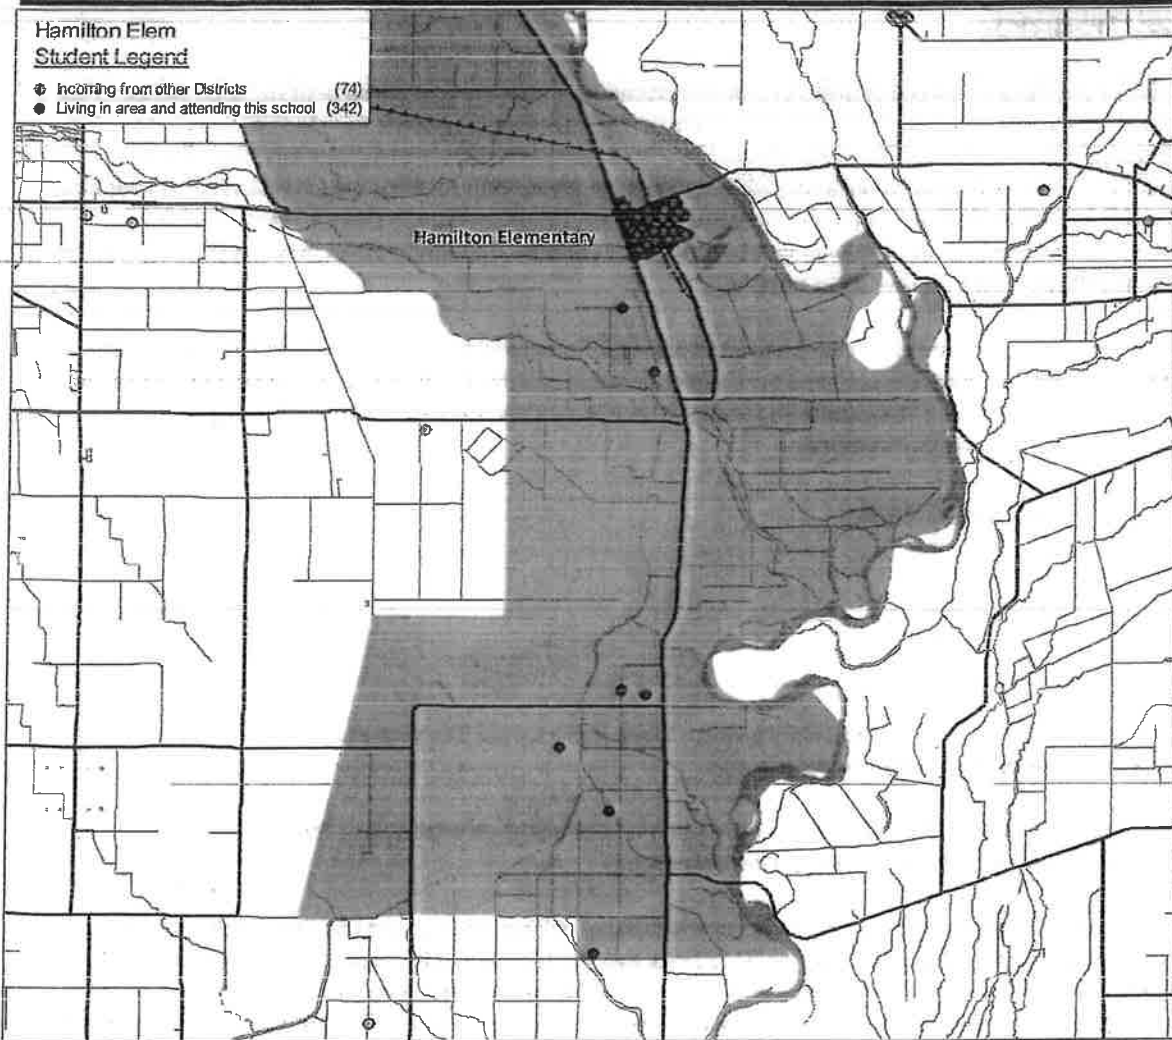 Hamilton Elem
Student Legend
Incoming from other Districts (74)
Living in area and attending this school (342)
Hamilton Elementary